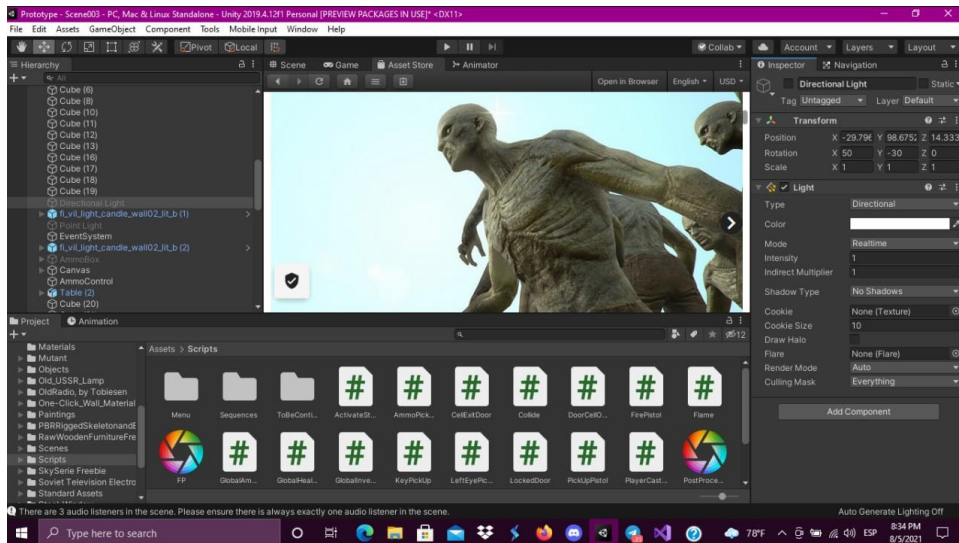 Prototype - Scene003 - PC, Mac & Linux Standalone - Unity 2019.4.12f1 Personal [PREVIEW PACKAGES IN USE]* <DX11>
File Edit Assets GameObject Component Tools Mobile Input Window Help
Pivot Local Collab Account Layers Layout
Hierarchy
All
Cube (6)
Cube (8)
Cube (10)
Cube (11)
Cube (12)
Cube (13)
Cube (16)
Cube (17)
Cube (18)
Cube (19)
Directional Light
fi_vil_light_candle_wall02_lit_b (1)
Point Light
EventSystem
fi_vil_light_candle_wall02_lit_b (2)
AmmoBox
Canvas
AmmoControl
Table (2)
Cube (20)
Scene Game Asset Store Animator
Open in Browser English USD
Inspector Navigation
Directional Light Static
Tag Untagged Layer Default
Transform
Position X -29.796 Y 98.6752 Z 14.333
Rotation X 50 Y -30 Z 0
Scale X 1 Y 1 Z 1
Light
Type Directional
Color
Mode Realtime
Intensity 1
Indirect Multiplier 1
Shadow Type No Shadows
Cookie None (Texture)
Cookie Size 10
Draw Halo
Flare None (Flare)
Render Mode Auto
Culling Mask Everything
Add Component
Project Animation
12
Materials
Mutant
Objects
Old_USSR_Lamp
OldRadio, by Tobiesen
One-Click_Wall_Material
Paintings
PBRRiggedSkeletonandE
RawWoodenFurnitureFre
Scenes
Scripts
SkySerie Freebie
Soviet Television Electro
Standard Assets
Assets > Scripts
Menu Sequences ToBeConti... ActivateSt... AmmoPick... CellExitDoor Collide DoorCellO... FirePistol Flame
FP GlobalAm... GlobalHeal... GlobalInve... KeyPickUp LeftEyePic... LockedDoor PickUpPistol PlayerCast... PostProce...
There are 3 audio listeners in the scene. Please ensure there is always exactly one audio listener in the scene.
Auto Generate Lighting Off
Type here to search
78°F ESP 8:34 PM
8/5/2021